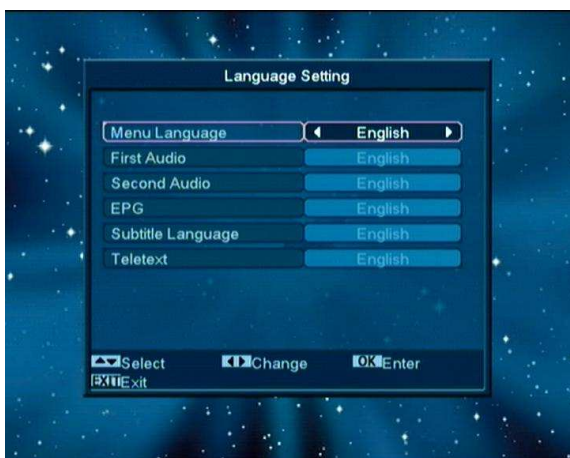 Language Setting
Menu Language English
First Audio English
Second Audio English
EPG English
Subtitle Language English
Teletext English
Select Change OK Enter
EXIT Exit